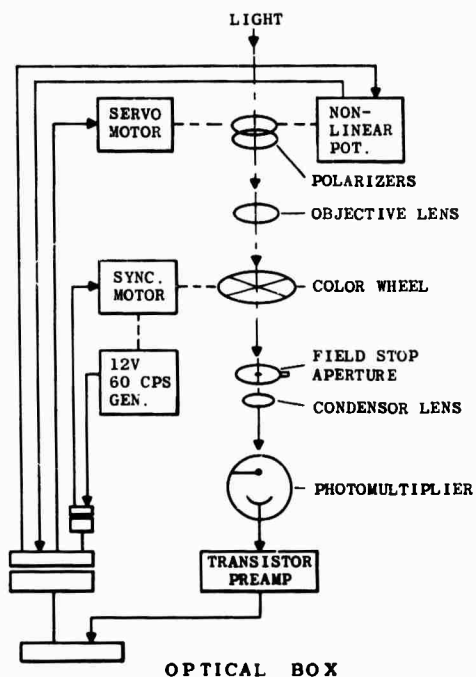 LIGHT
SERVO
MOTOR
NON-
LINEAR
POT.
POLARIZERS
OBJECTIVE LENS
SYNC.
MOTOR
COLOR WHEEL
12V
60 CPS
GEN.
FIELD STOP
APERTURE
CONDENSOR LENS
PHOTOMULTIPLIER
TRANSISTOR
PREAMP
OPTICAL BOX